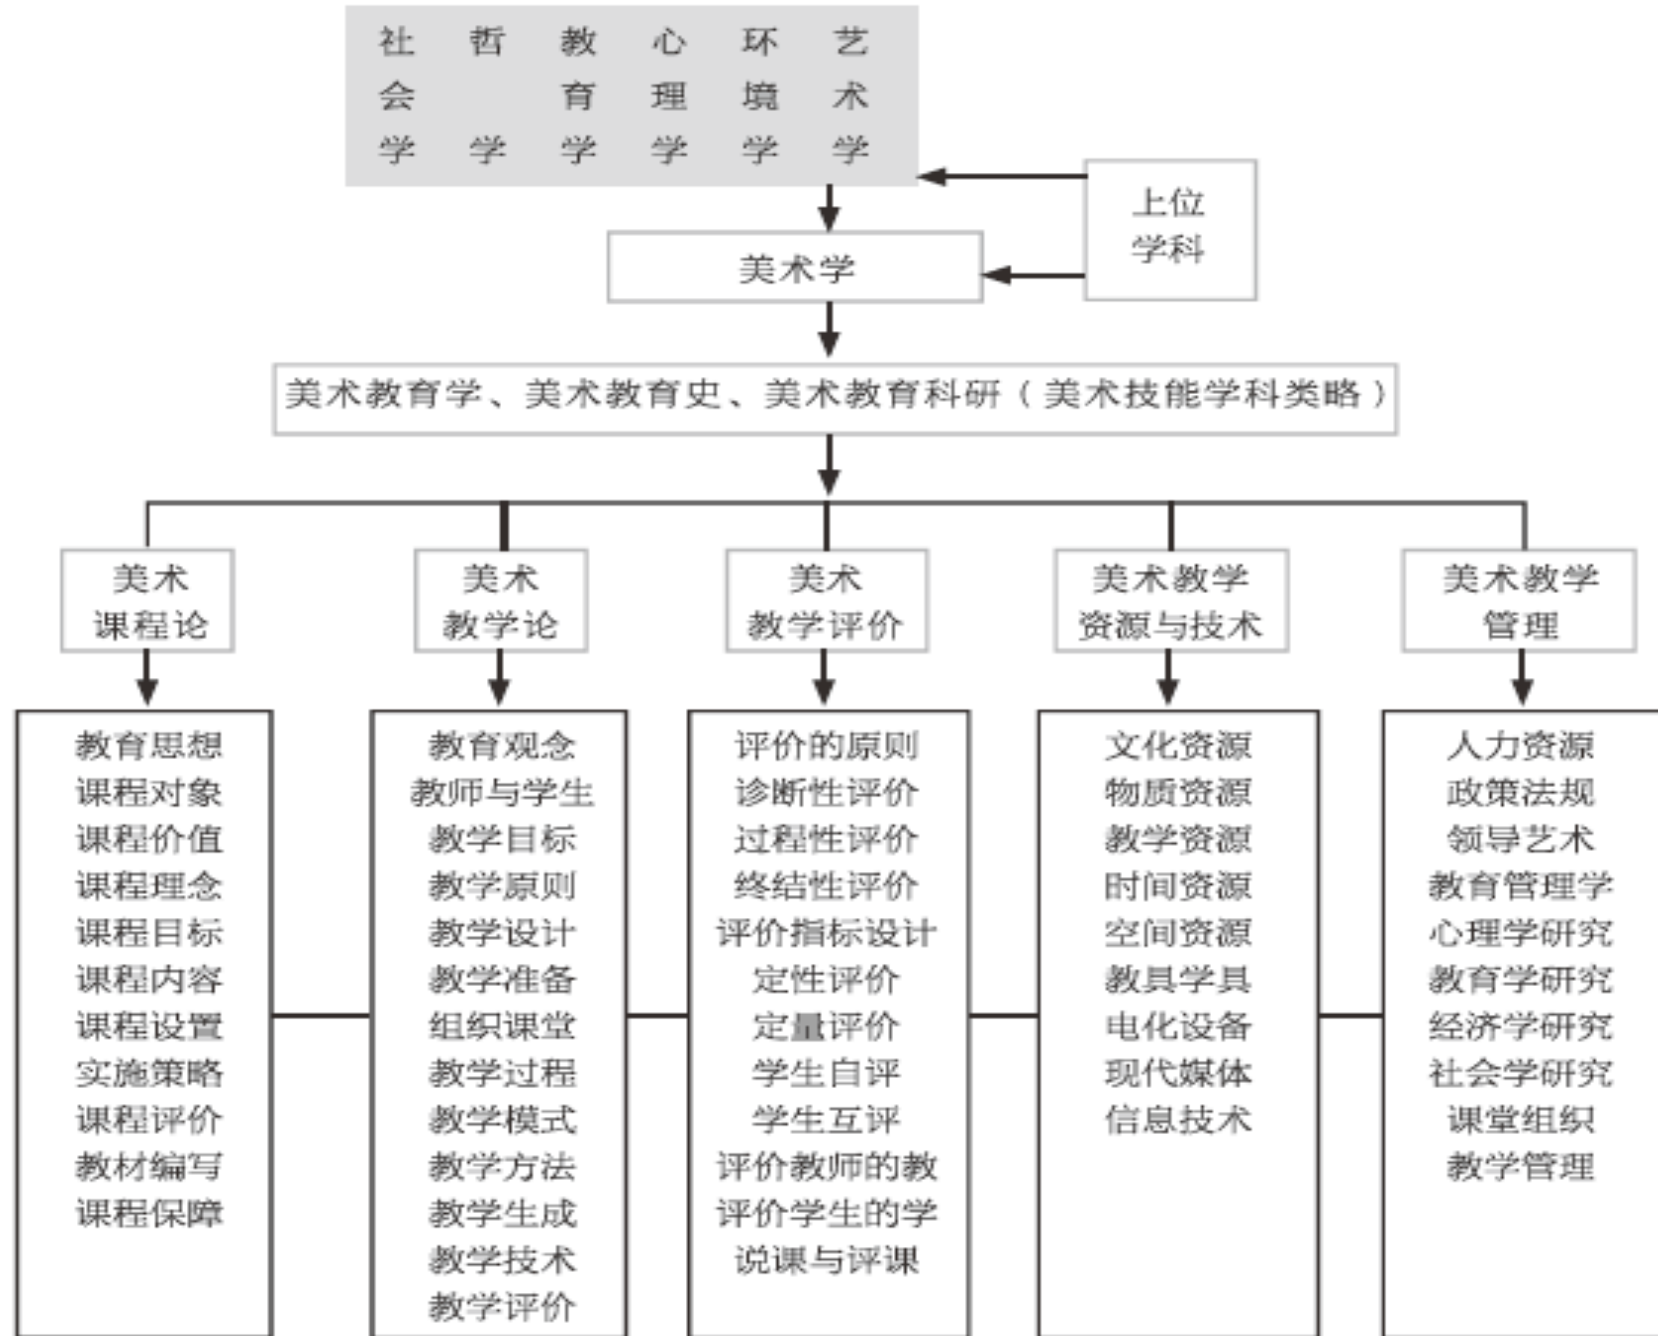 社会学
哲学
教育学
心理学
环境学
艺术学
上位
学科
美术学
美术教育学、美术教育史、美术教育科研（美术技能学科类略）
美术
课程论
美术
教学论
美术
教学评价
美术教学
资源与技术
美术教学
管理
教育思想
课程对象
课程价值
课程理念
课程目标
课程内容
课程设置
实施策略
课程评价
教材编写
课程保障
教育观念
教师与学生
教学目标
教学原则
教学设计
教学准备
组织课堂
教学过程
教学模式
教学方法
教学生成
教学技术
教学评价
评价的原则
诊断性评价
过程性评价
终结性评价
评价指标设计
定性评价
定量评价
学生自评
学生互评
评价教师的教
评价学生的学
说课与评课
文化资源
物质资源
教学资源
时间资源
空间资源
教具学具
电化设备
现代媒体
信息技术
人力资源
政策法规
领导艺术
教育管理学
心理学研究
教育学研究
经济学研究
社会学研究
课堂组织
教学管理